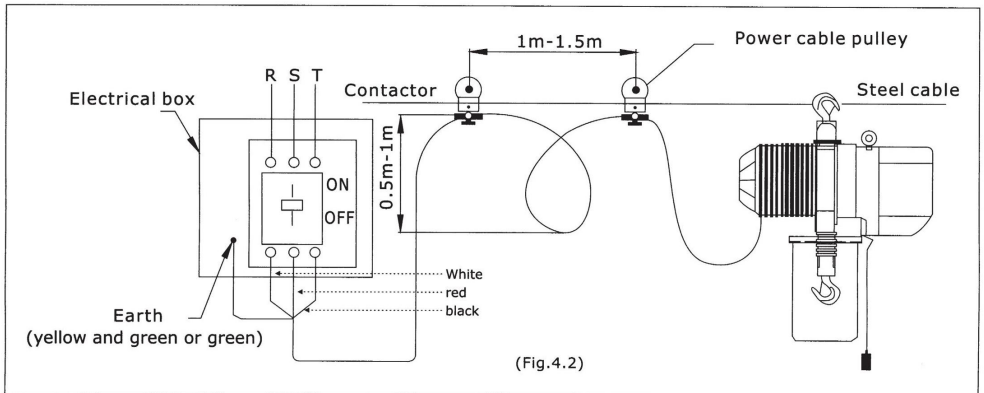 1m-1.5m
Power cable pulley
R S T
Contactor
Steel cable
Electrical box
0.5m-1m
ON
OFF
White
red
black
Earth
(yellow and green or green)
(Fig.4.2)